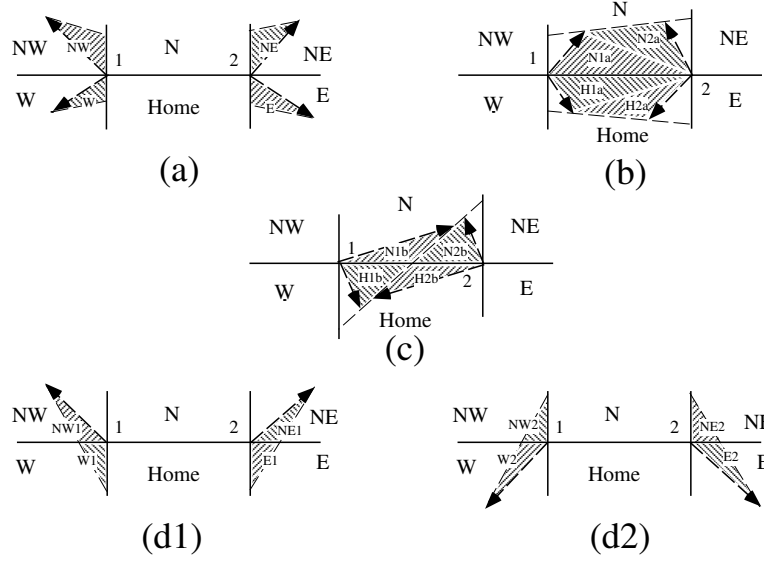 NW NW 1 N 2 NE NE
W W Home E E
(a)
NW 1 N N2a NE
N1a
W H1a H2a 2 E
Home
(b)
NW 1 N NE
N1b N2b
W H1b H2b 2 E
Home
(c)
NW NW1 1 N 2 NE1 NE
W W1 Home E1 E
(d1)
NW NW2 1 N 2 NE2 NE
W W2 Home E2 E
(d2)